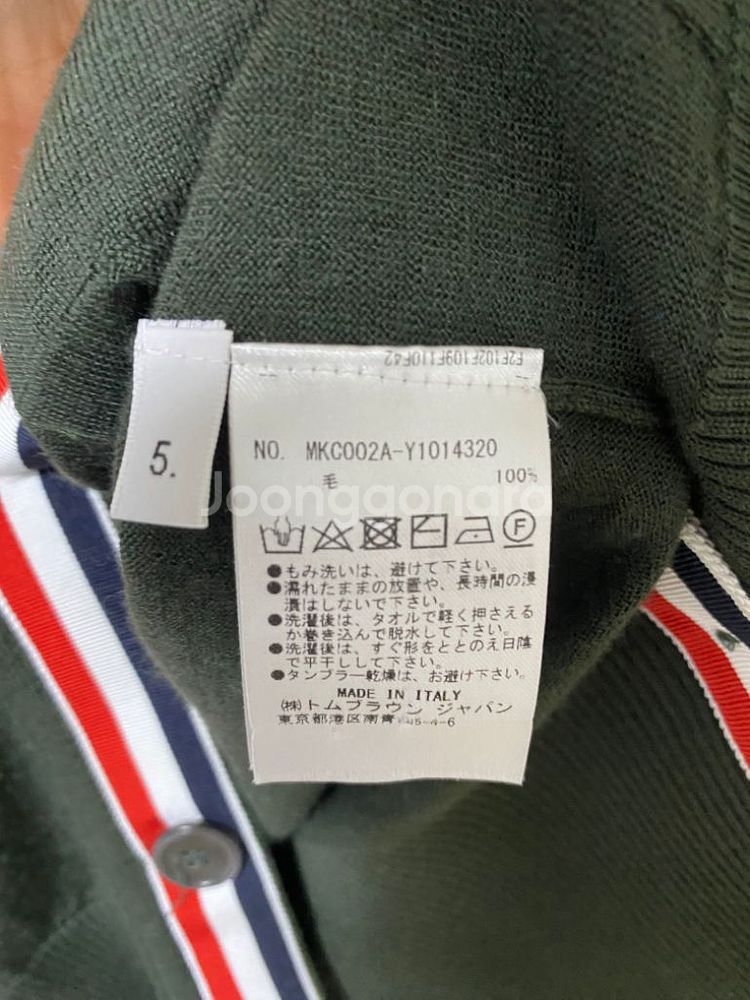 F2F102F109F110F42
5.
NO. MKC002A-Y1014320
毛 100%
F
●もみ洗いは、避けて下さい。
●濡れたままの放置や、長時間の浸
漬はしないで下さい。
●洗濯後は、タオルで軽く押さえる
か巻き込んで脱水して下さい。
●洗濯後は、すぐ形をととのえ日陰
で平干しして下さい。
●タンブラー乾燥は、お避け下さい。
MADE IN ITALY
㈱トムブラウン ジャパン
東京都港区南青山5-4-6
Joonggonara